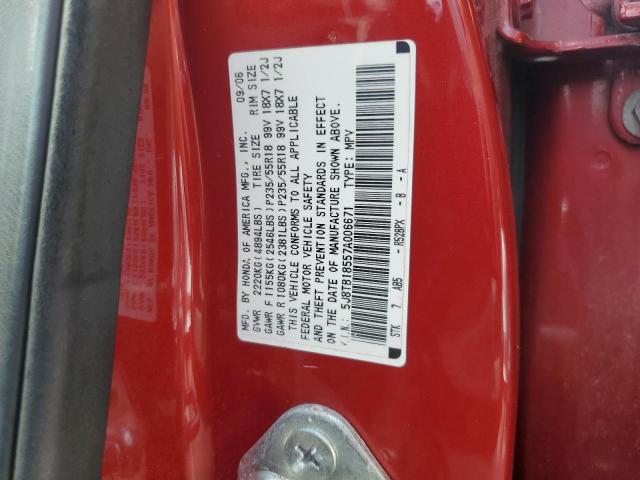 MFD. BY HONDA OF AMERICA MFG., INC. 09/06
GVWR 2220KG(4894LBS) TIRE SIZE RIM SIZE
GAWR F 1155KG(2546LBS)P235/55R18 99V 18X7 1/2J
GAWR R 1080KG(2381LBS)P235/55R18 99V 18X7 1/2J
THIS VEHICLE CONFORMS TO ALL APPLICABLE
FEDERAL MOTOR VEHICLE SAFETY
AND THEFT PREVENTION STANDARDS IN EFFECT
ON THE DATE OF MANUFACTURE SHOWN ABOVE.
V.I.N.: 5J8TB18557A006671 TYPE: MPV
STK 7 AB5 - R528PX - B - A